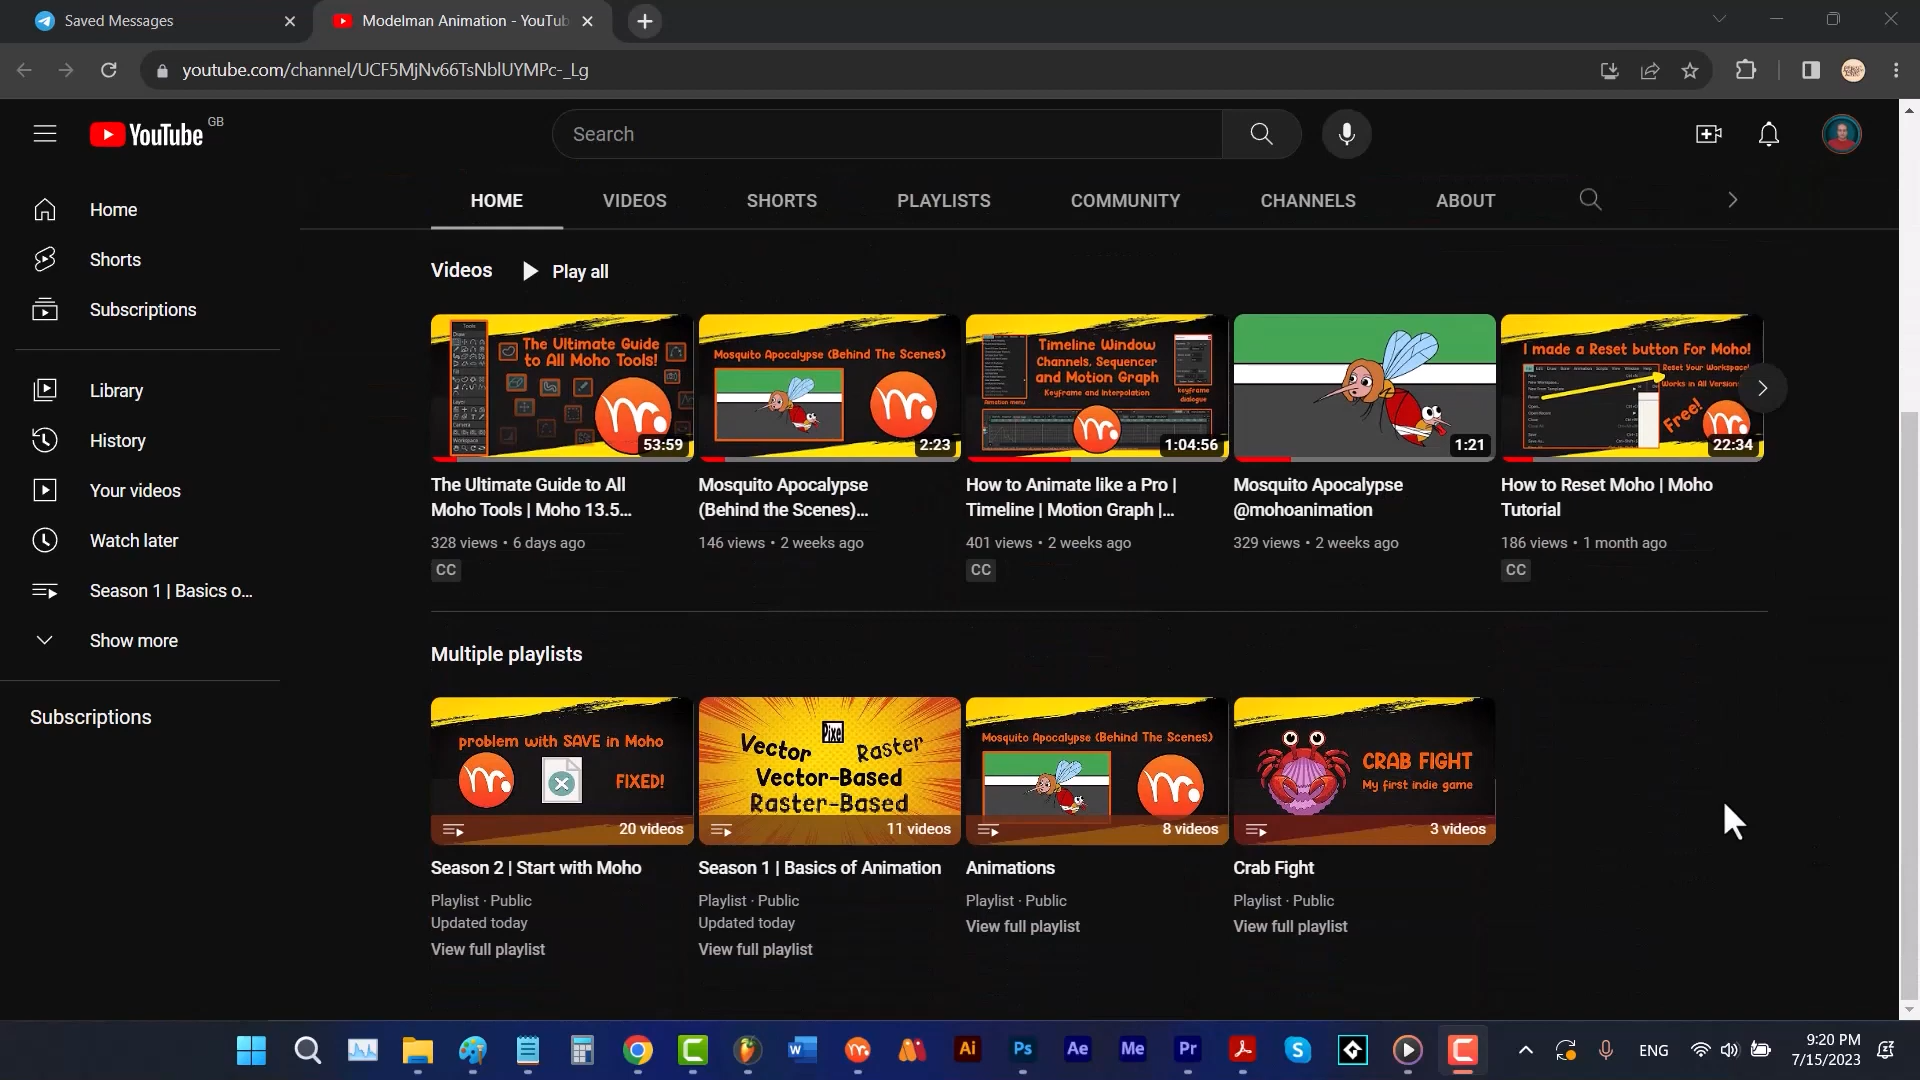 Saved Messages
Modelman Animation - YouTub
youtube.com/channel/UCF5MjNv66TsNblUYMPc-_Lg
YouTube GB
Search
Home
Shorts
Subscriptions
Library
History
Your videos
Watch later
Season 1 | Basics o...
Show more
Subscriptions
HOME VIDEOS SHORTS PLAYLISTS COMMUNITY CHANNELS ABOUT
Videos Play all
The Ultimate Guide
to All Moho Tools!
53:59
The Ultimate Guide to All
Moho Tools | Moho 13.5...
328 views • 6 days ago
CC
Mosquito Apocalypse (Behind The Scenes)
2:23
Mosquito Apocalypse
(Behind the Scenes)...
146 views • 2 weeks ago
Timeline Window
Channels, Sequencer
and Motion Graph
Keyframe and Interpolation
Animation menu
keyframe
dialogue
1:04:56
How to Animate like a Pro |
Timeline | Motion Graph |...
401 views • 2 weeks ago
CC
1:21
Mosquito Apocalypse
@mohoanimation
329 views • 2 weeks ago
I made a Reset button For Moho!
Reset Your Workspace!
Works in All Versions
Free!
22:34
How to Reset Moho | Moho
Tutorial
186 views • 1 month ago
CC
Multiple playlists
problem with SAVE in Moho
FIXED!
20 videos
Season 2 | Start with Moho
Playlist · Public
Updated today
View full playlist
Pixel
Vector Raster
Vector-Based
Raster-Based
11 videos
Season 1 | Basics of Animation
Playlist · Public
Updated today
View full playlist
Mosquito Apocalypse (Behind The Scenes)
8 videos
Animations
Playlist · Public
View full playlist
CRAB FIGHT
My first indie game
3 videos
Crab Fight
Playlist · Public
View full playlist
Ai Ps Ae Me Pr
ENG
9:20 PM
7/15/2023